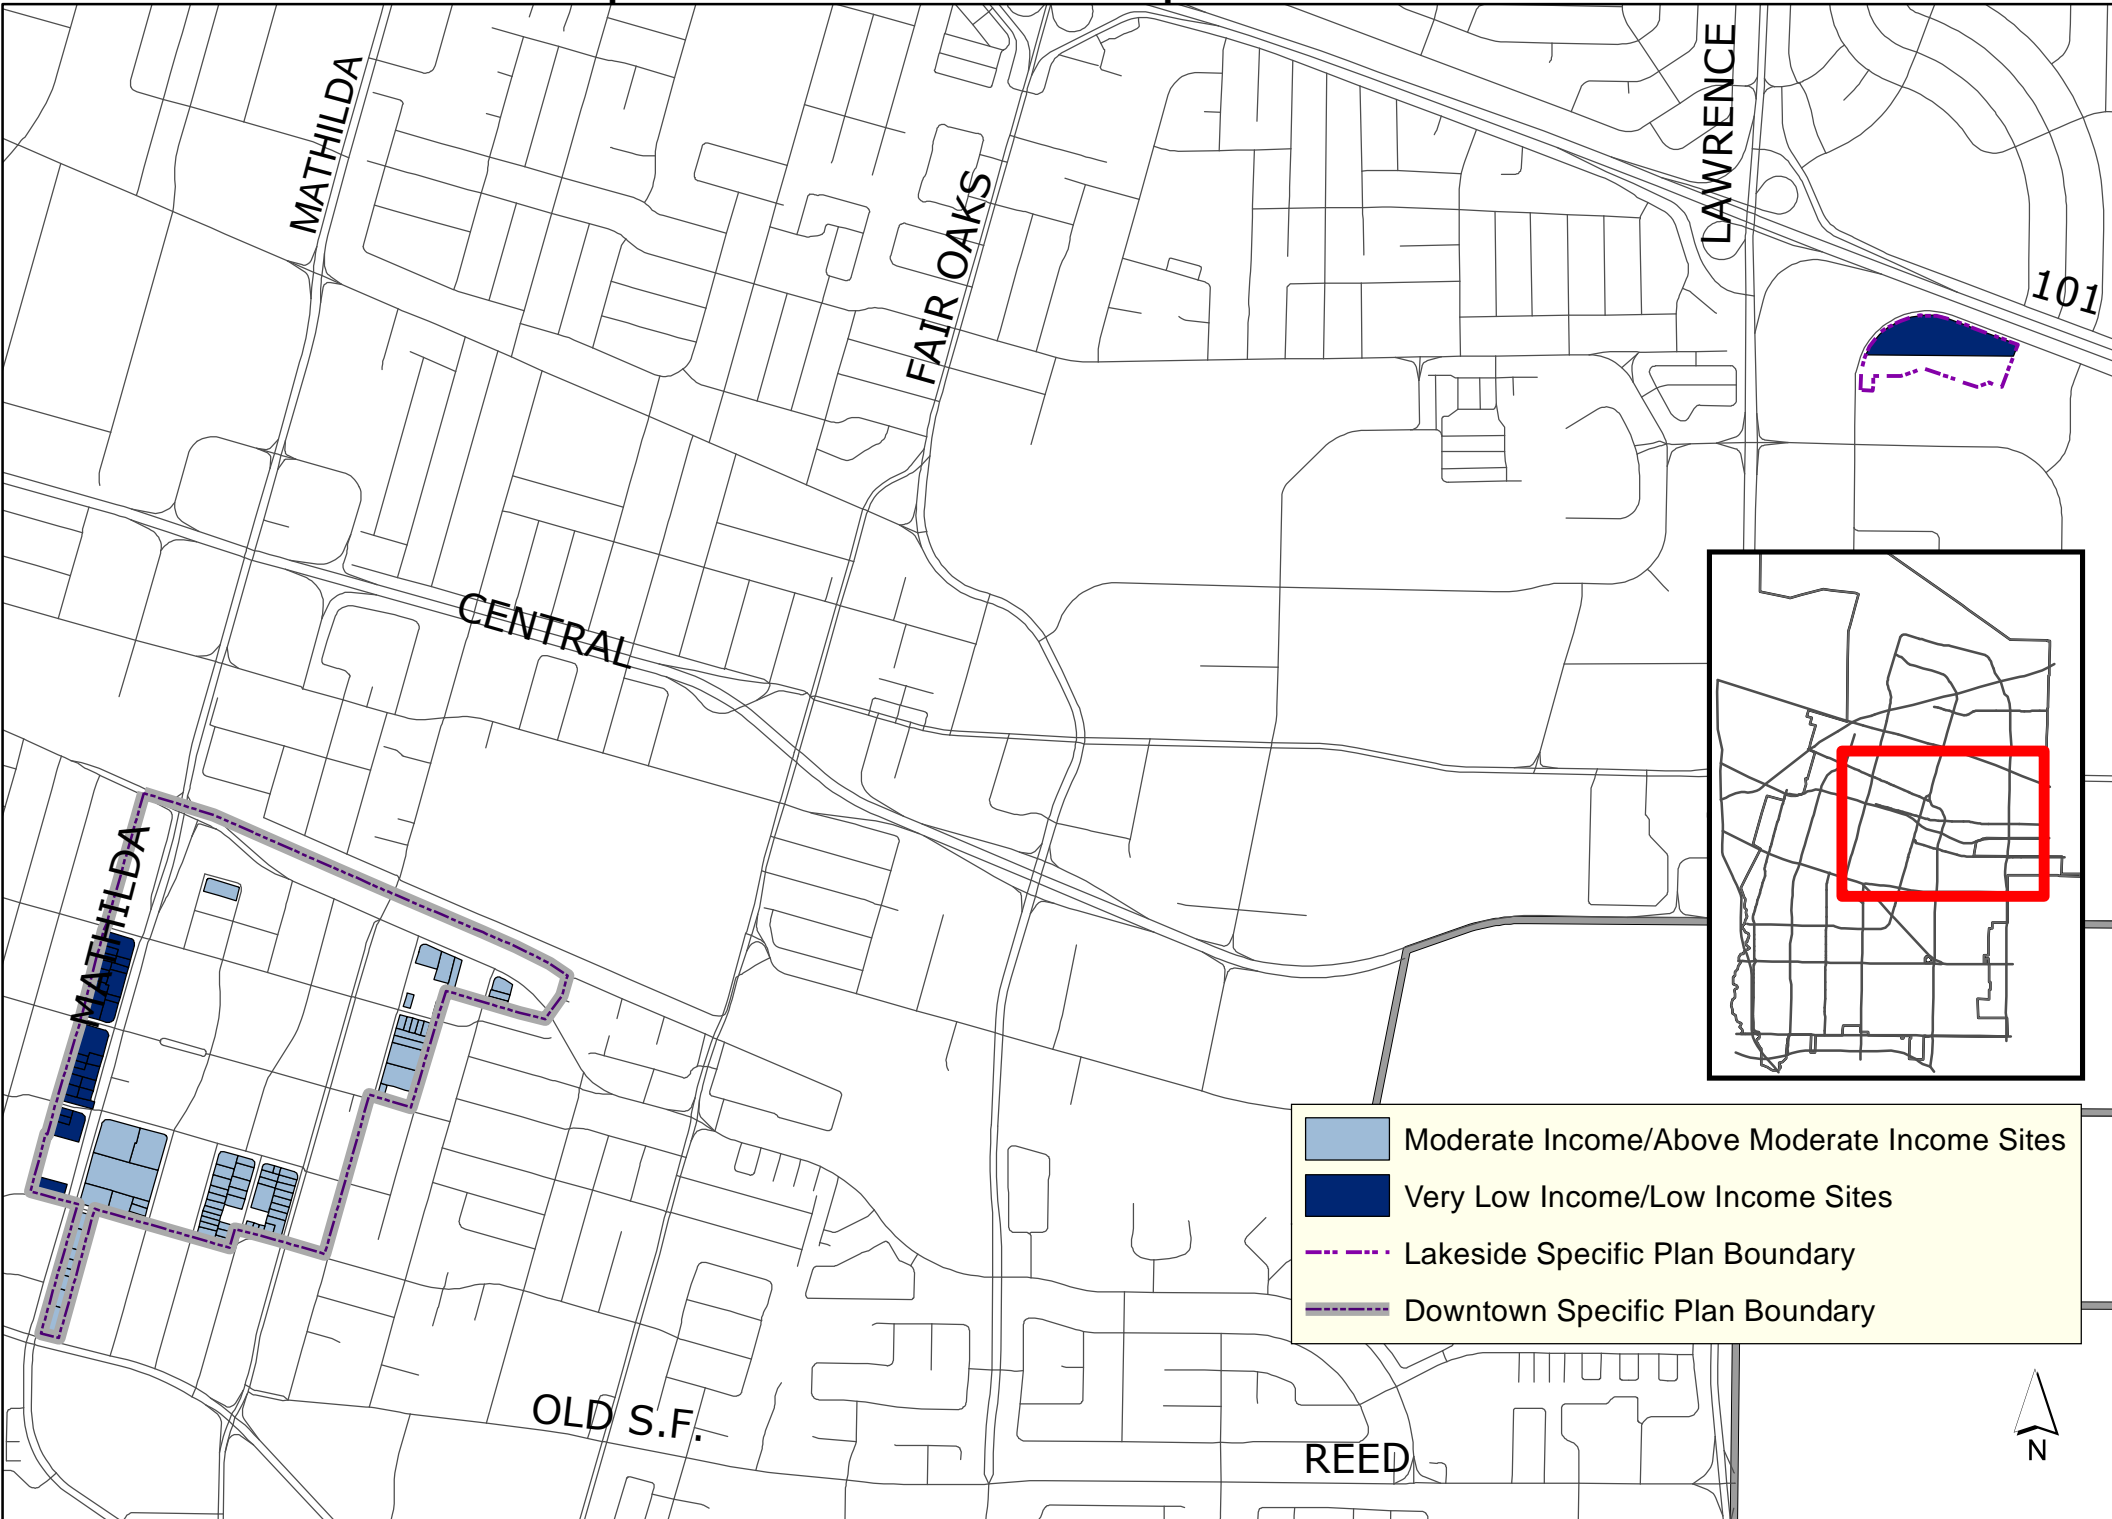 MATHILDA
LAWRENCE
FAIR OAKS
101
CENTRAL
MATHILDA
Moderate Income/Above Moderate Income Sites
Very Low Income/Low Income Sites
Lakeside Specific Plan Boundary
Downtown Specific Plan Boundary
OLD S.F.
REED
N